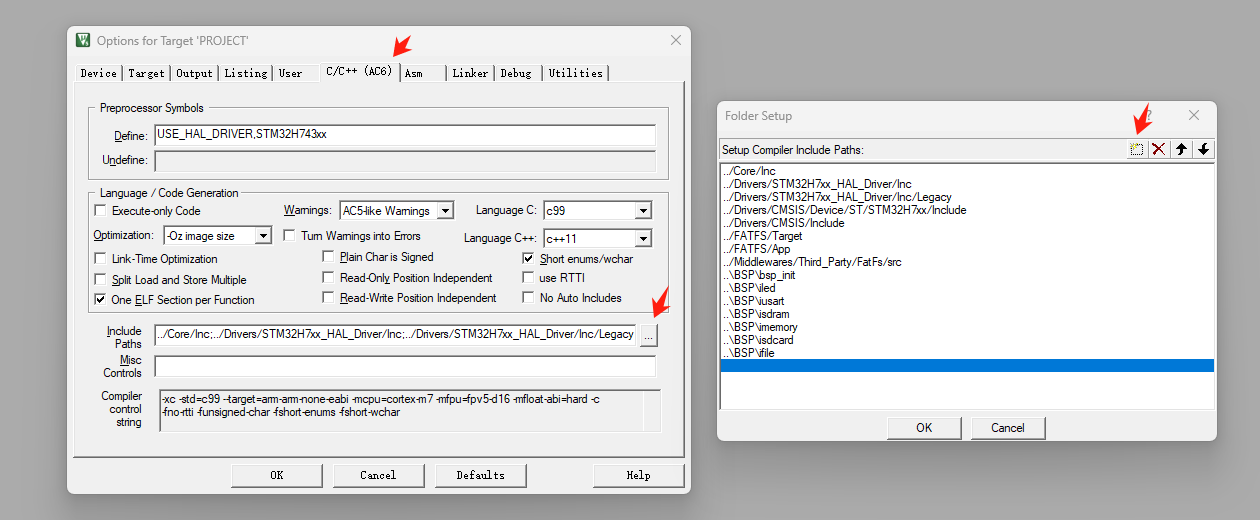 Options for Target 'PROJECT'
Device Target Output Listing User C/C++ (AC6) Asm Linker Debug Utilities
Preprocessor Symbols
Define: USE_HAL_DRIVER,STM32H743xx
Undefine:
Language / Code Generation
Execute-only Code
Warnings: AC5-like Warnings
Language C: c99
Optimization: -Oz image size
Turn Warnings into Errors
Language C++: c++11
Link-Time Optimization
Plain Char is Signed
Short enums/wchar
Split Load and Store Multiple
Read-Only Position Independent
use RTTI
One ELF Section per Function
Read-Write Position Independent
No Auto Includes
Include
Paths
../Core/Inc;../Drivers/STM32H7xx_HAL_Driver/Inc;../Drivers/STM32H7xx_HAL_Driver/Inc/Legacy
...
Misc
Controls
Compiler
control
string
-xc -std=c99 --target=arm-arm-none-eabi -mcpu=cortex-m7 -mfpu=fpv5-d16 -mfloat-abi=hard -c
-fno-rtti -funsigned-char -fshort-enums -fshort-wchar
OK Cancel Defaults Help
Folder Setup ?
Setup Compiler Include Paths:
../Core/Inc
../Drivers/STM32H7xx_HAL_Driver/Inc
../Drivers/STM32H7xx_HAL_Driver/Inc/Legacy
../Drivers/CMSIS/Device/ST/STM32H7xx/Include
../Drivers/CMSIS/Include
../FATFS/Target
../FATFS/App
../Middlewares/Third_Party/FatFs/src
..\BSP\bsp_init
..\BSP\iled
..\BSP\iusart
..\BSP\isdram
..\BSP\imemory
..\BSP\isdcard
..\BSP\ifile
OK Cancel